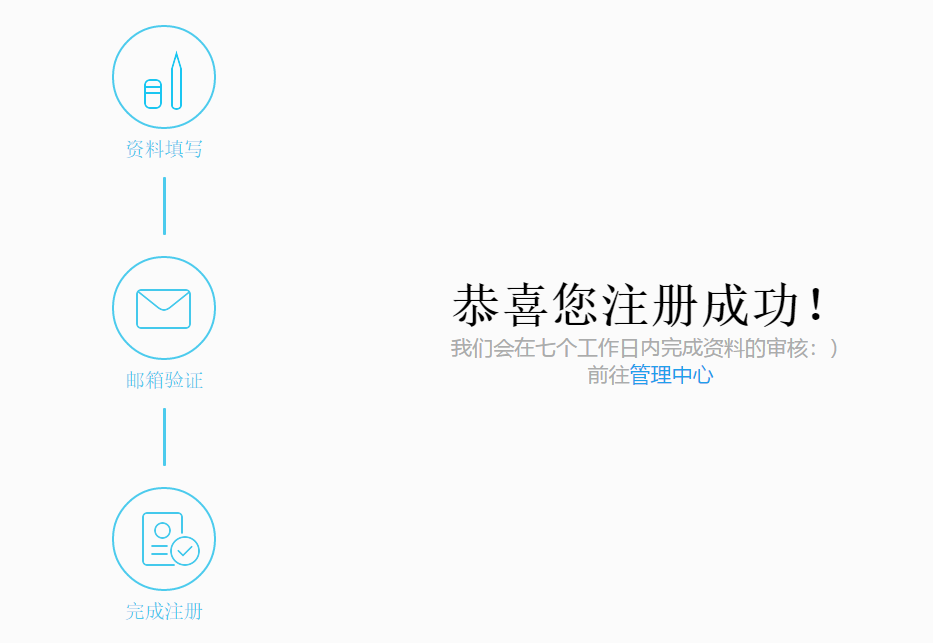 资料填写
邮箱验证
恭喜您注册成功！
我们会在七个工作日内完成资料的审核：）
前往管理中心
完成注册